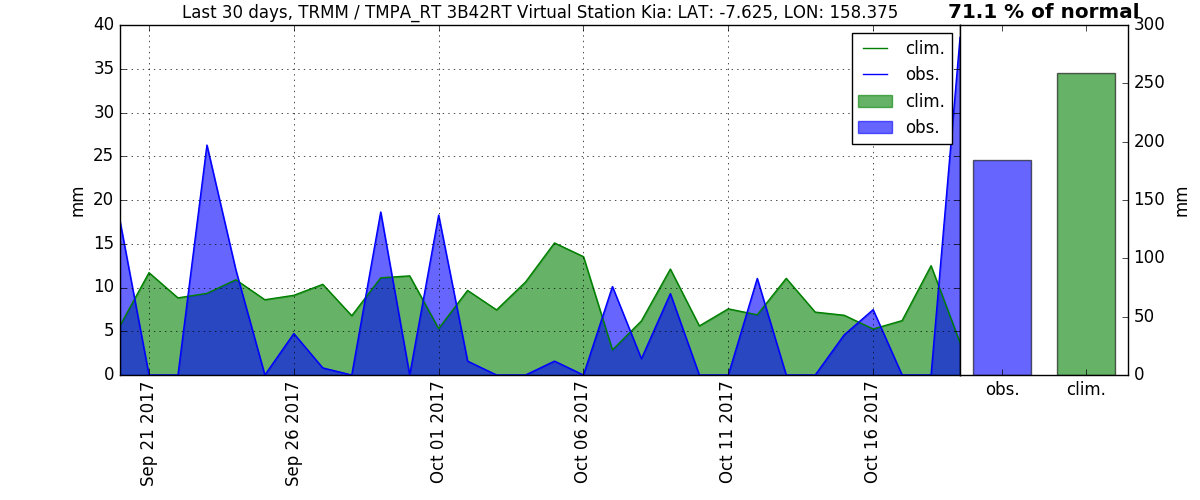 Last 30 days, TRMM / TMPA_RT 3B42RT Virtual Station Kia: LAT: -7.625, LON: 158.375
71.1 % of normal
40
35
30
25
20
15
10
5
0
mm
clim.
obs.
clim.
obs.
300
250
200
150
100
50
0
mm
Sep 21 2017
Sep 26 2017
Oct 01 2017
Oct 06 2017
Oct 11 2017
Oct 16 2017
obs.
clim.